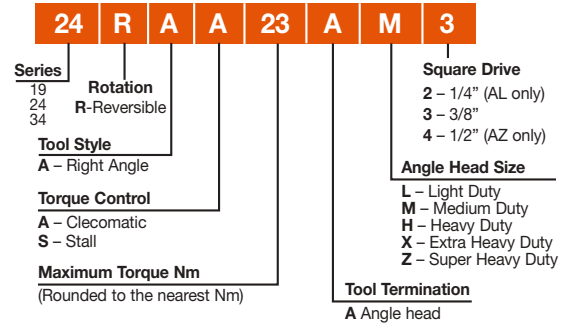 24 R A A 23 A M 3
Series
19
24
34
Rotation
R-Reversible
Tool Style
A – Right Angle
Torque Control
A – Clecomatic
S – Stall
Maximum Torque Nm
(Rounded to the nearest Nm)
Square Drive
2 – 1/4” (AL only)
3 – 3/8”
4 – 1/2” (AZ only)
Angle Head Size
L – Light Duty
M – Medium Duty
H – Heavy Duty
X – Extra Heavy Duty
Z – Super Heavy Duty
Tool Termination
A Angle head